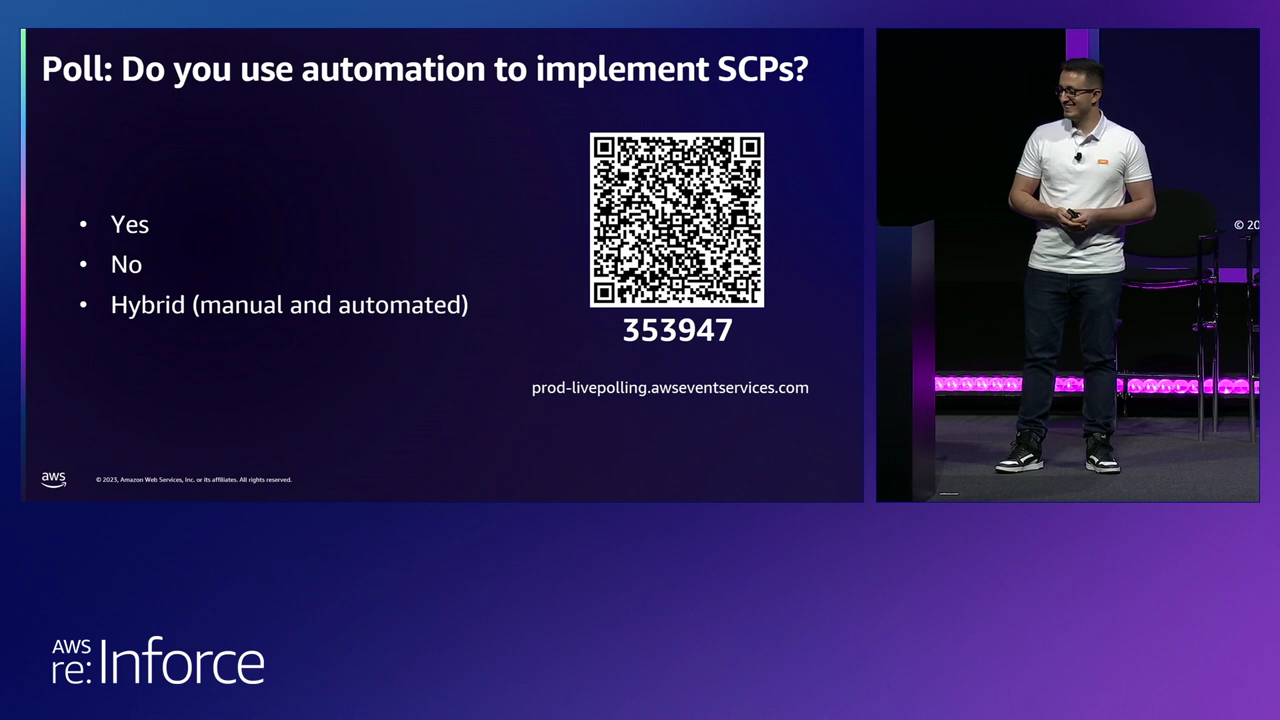 Poll: Do you use automation to implement SCPs?
• Yes
• No
• Hybrid (manual and automated)
353947
prod-livepolling.awseventservices.com
aws
© 2023, Amazon Web Services, Inc. or its affiliates. All rights reserved.
© 20
AWS
re:Inforce